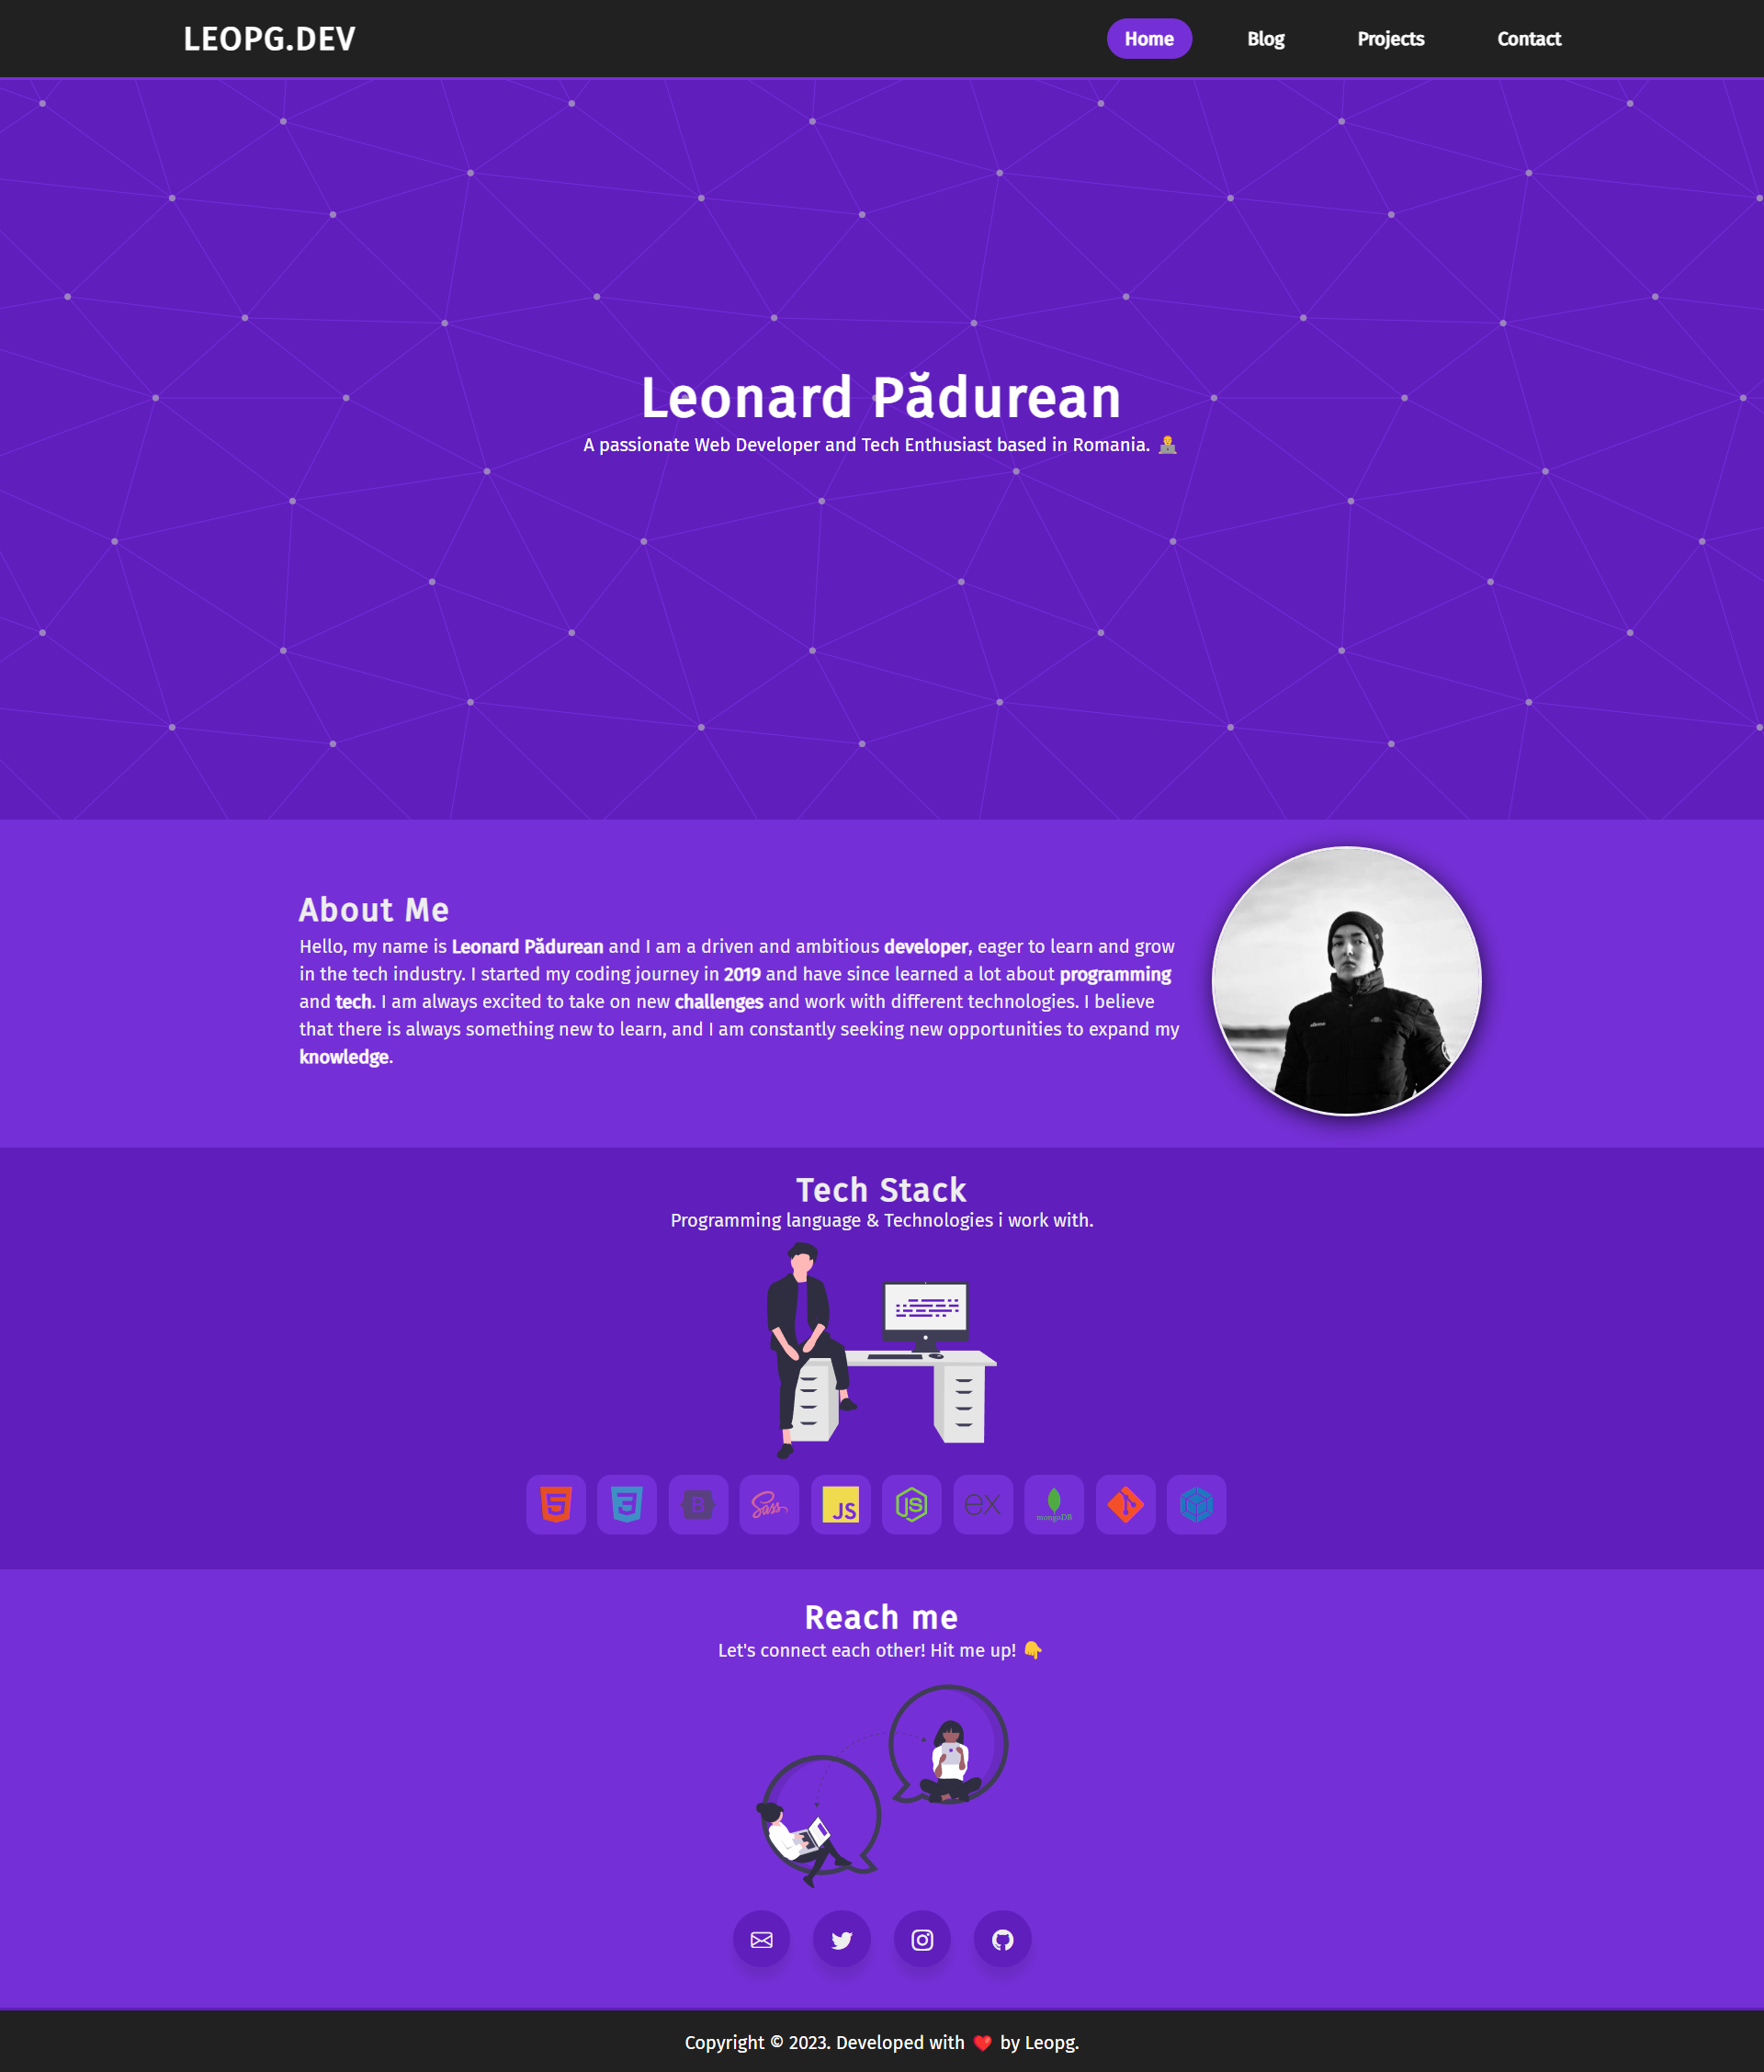 LEOPG.DEV
Home
Blog
Projects
Contact
Leonard Pădurean
A passionate Web Developer and Tech Enthusiast based in Romania. 👨‍💻
About Me
Hello, my name is Leonard Pădurean and I am a driven and ambitious developer, eager to learn and grow
in the tech industry. I started my coding journey in 2019 and have since learned a lot about programming
and tech. I am always excited to take on new challenges and work with different technologies. I believe
that there is always something new to learn, and I am constantly seeking new opportunities to expand my
knowledge.
Tech Stack
Programming language & Technologies i work with.
B
Sass
JS
JS
ex
mongoDB
Reach me
Let's connect each other! Hit me up! 👇
Copyright © 2023. Developed with ❤️ by Leopg.